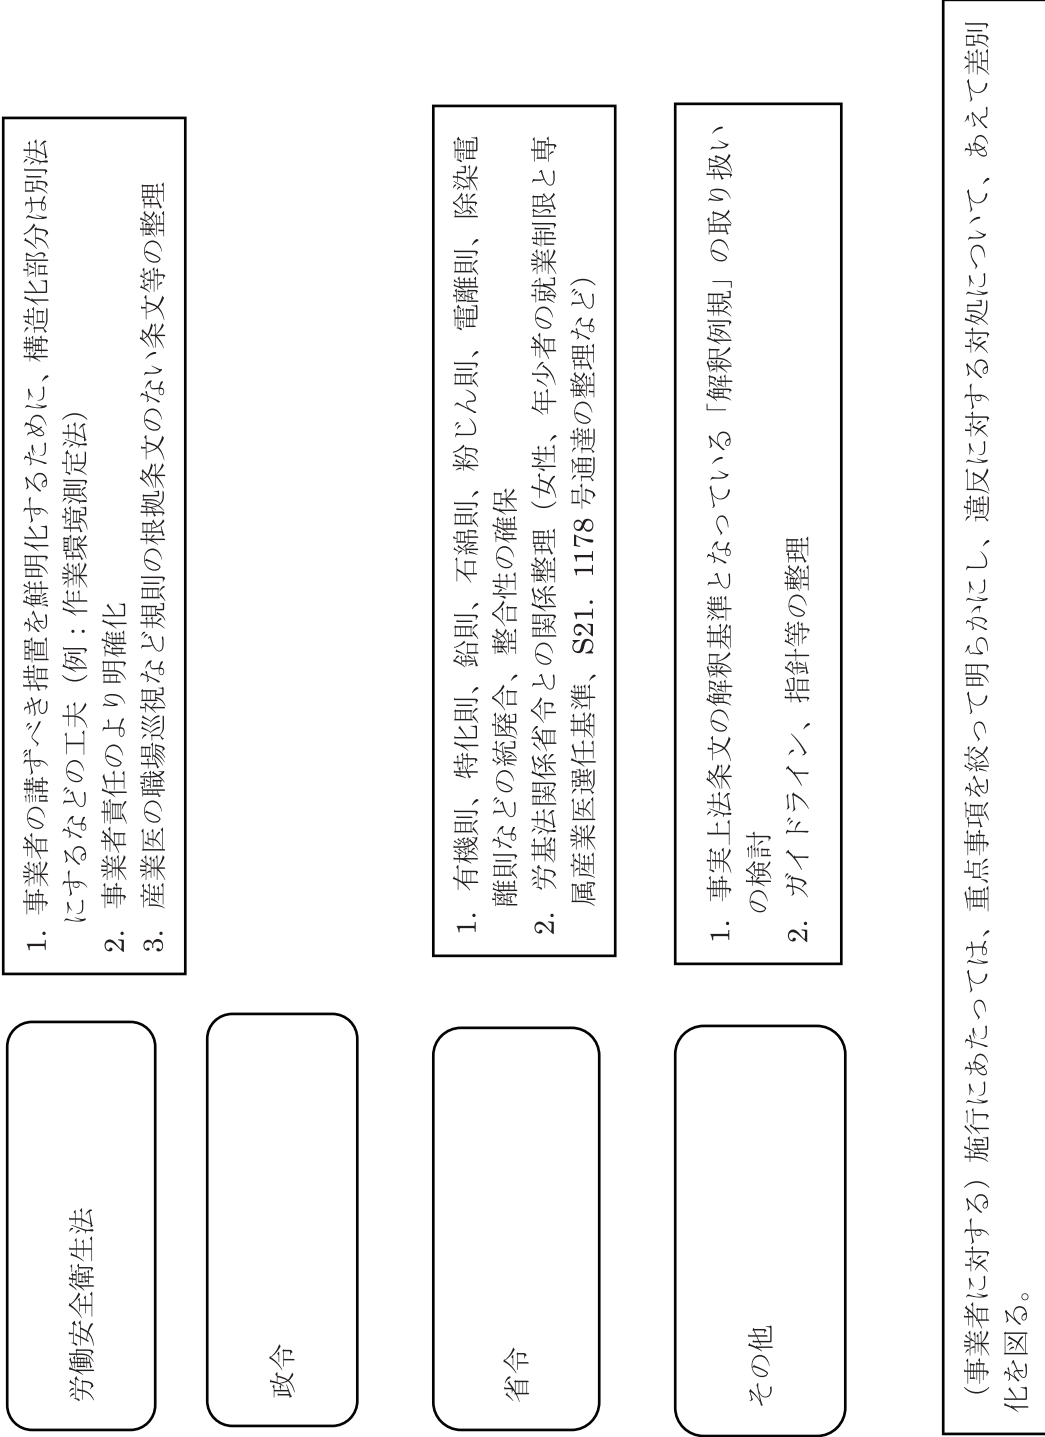 労働安全衛生法
1. 事業者の講ずべき措置を鮮明化するために、構造化部分は別法
にするなどの工夫（例：作業環境測定法）
2. 事業者責任のより明確化
3. 産業医の職場巡視など規則の根拠条文のない条文等の整理
政令
省令
1. 有機則、特化則、鉛則、石綿則、粉じん則、電離則、除染電
離則などの統廃合、整合性の確保
2. 労基法関係省令との関係整理（女性、年少者の就業制限と専
属産業医選任基準、S21. 1178 号通達の整理など）
その他
1. 事実上法条文の解釈基準となっている「解釈例規」の取り扱い
の検討
2. ガイドライン、指針等の整理
（事業者に対する）施行にあたっては、重点事項を絞って明らかにし、違反に対する対処について、あえて差別
化を図る。